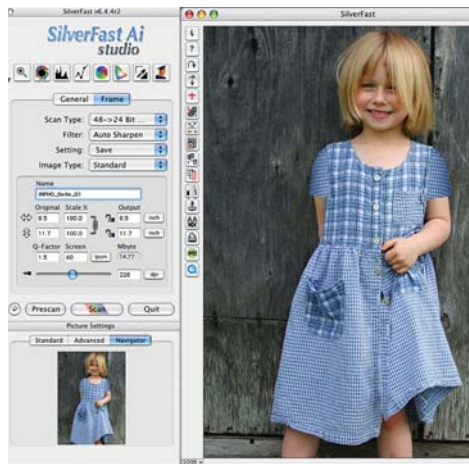 SilverFast v6.4.4r2
SilverFast
SilverFast Ai
studio
General Frame
Scan Type: 48->24 Bit ...
Filter: Auto Sharpen
Setting: Save
Image Type: Standard
Name
Original Scale % Output
8.5 100.0 8.5 inch
11.7 100.0 11.7 inch
Q-Factor Screen Mbyte
1.5 60 lpcm 14.77
228 dpi
Prescan Scan Quit
Picture Settings
Standard Advanced Navigator